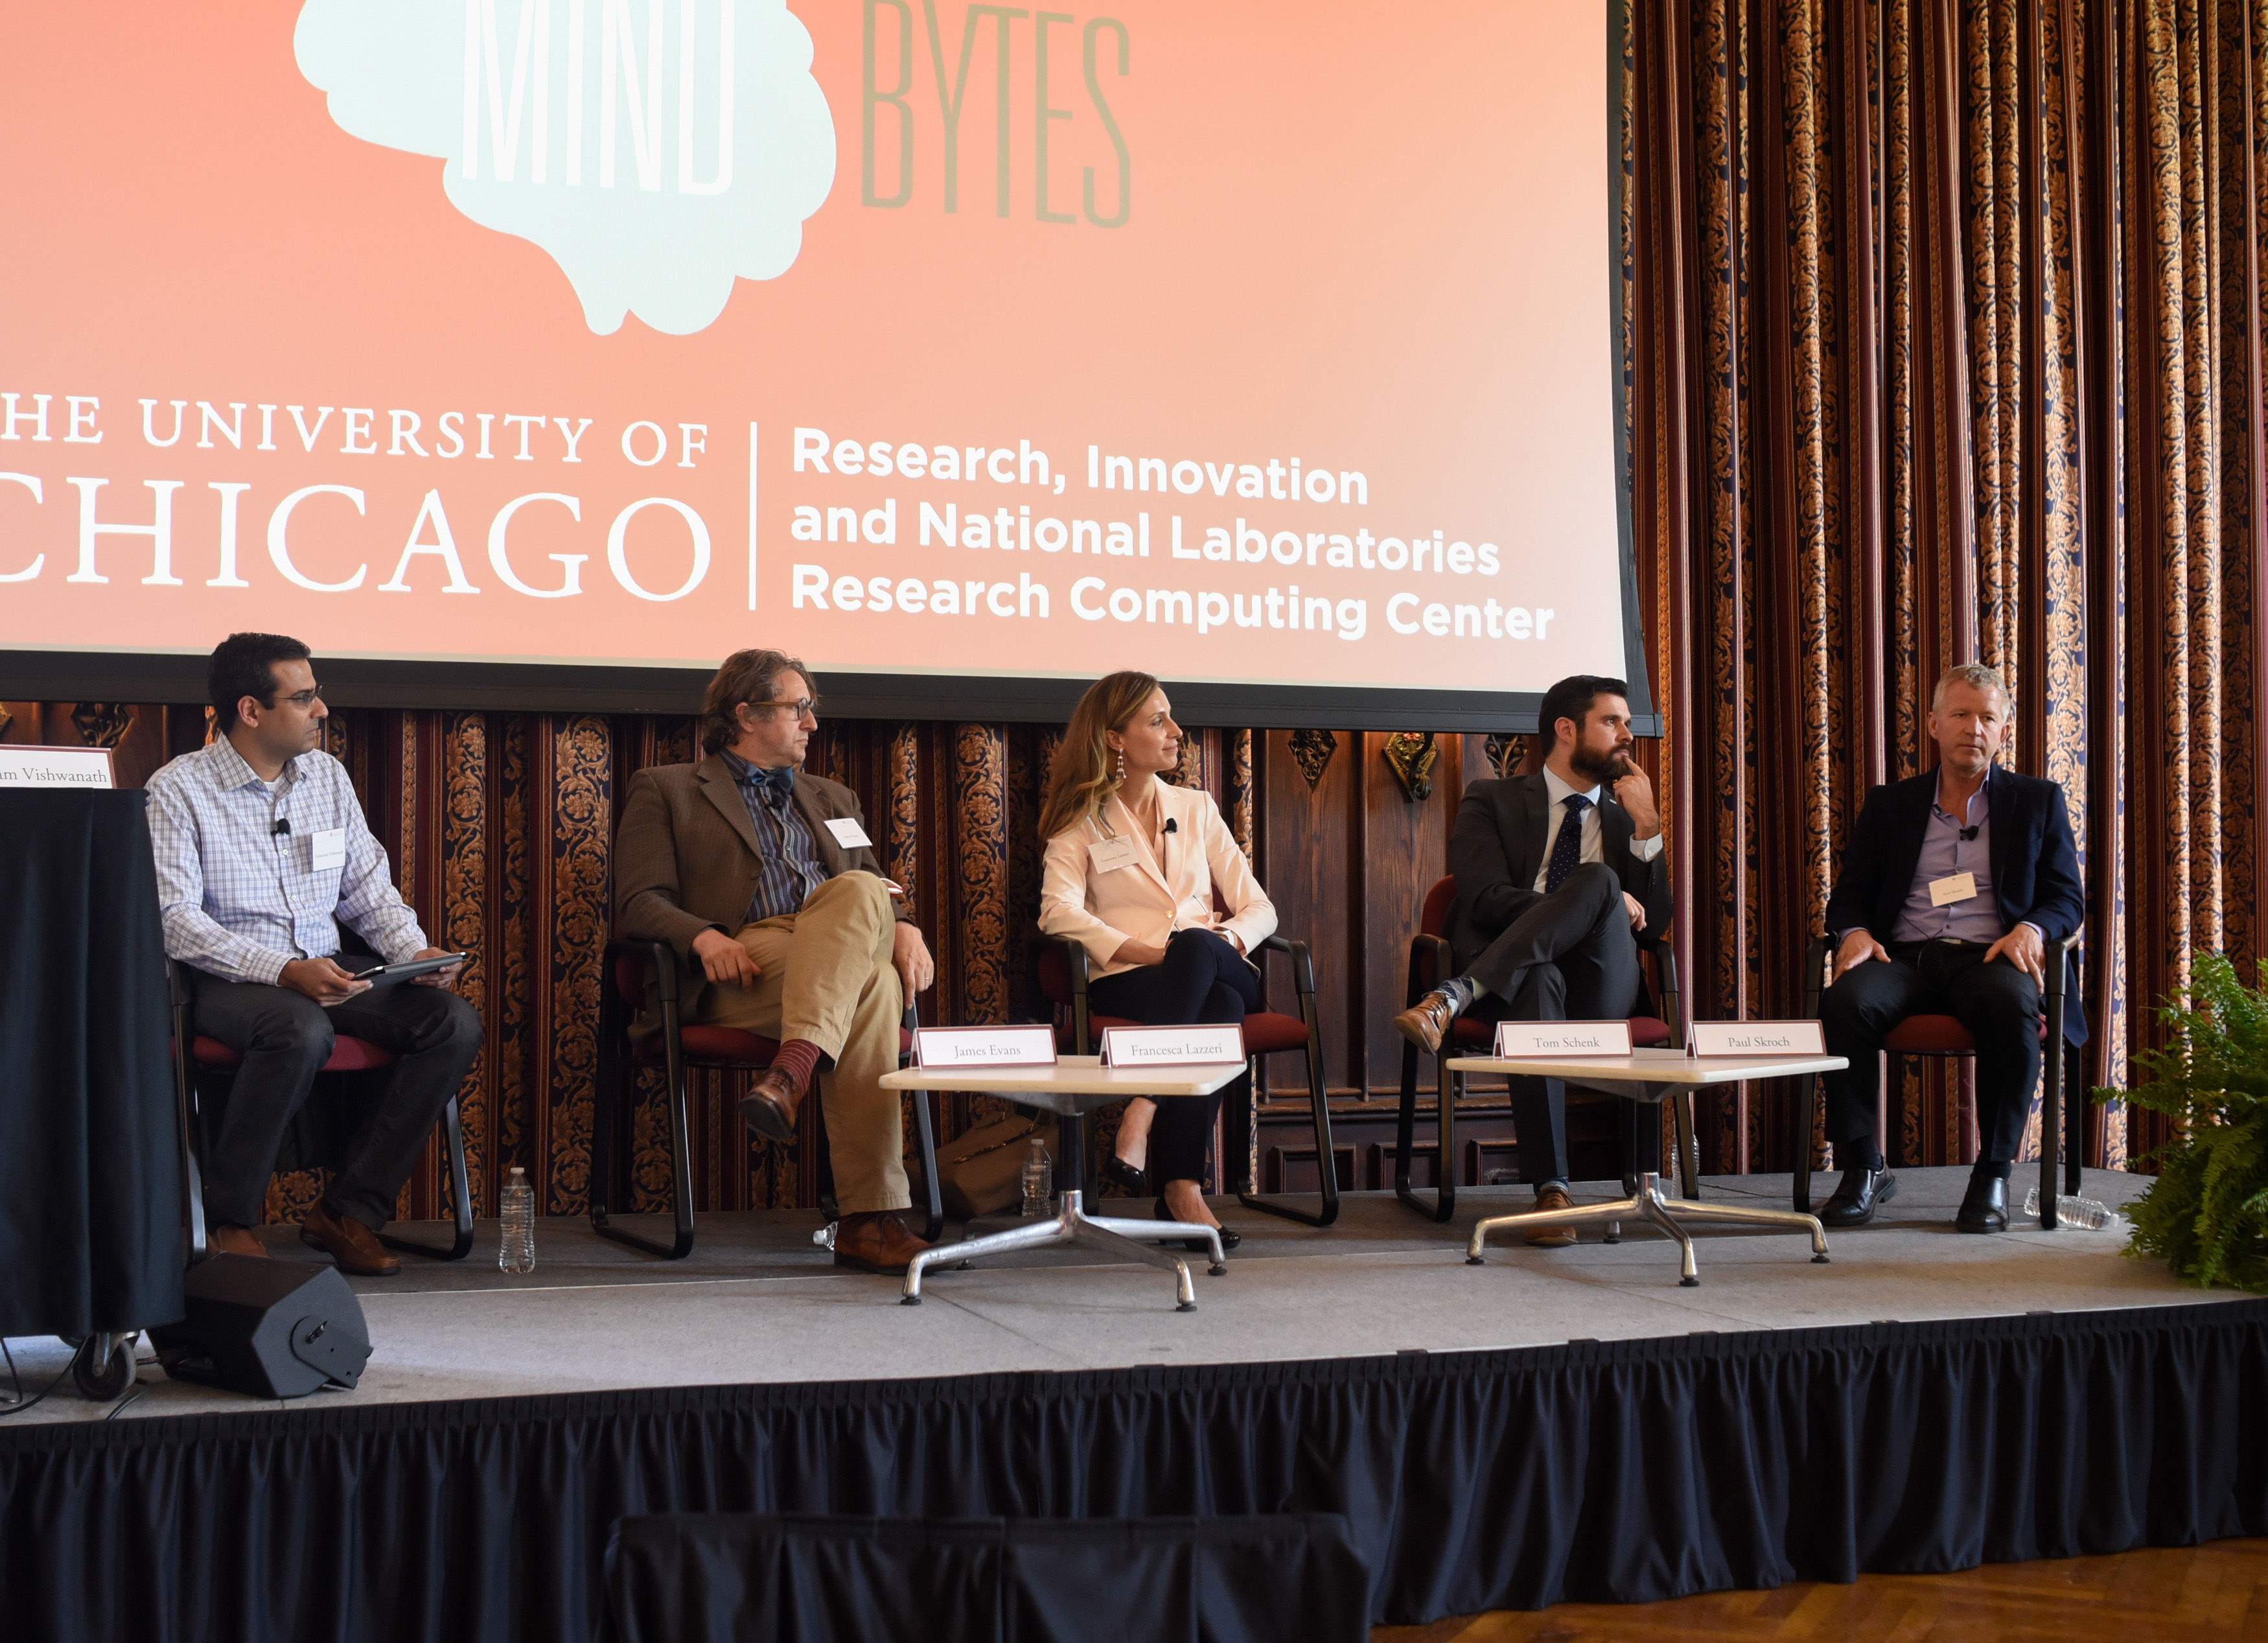 MIND
BYTES
HE UNIVERSITY OF
CHICAGO
Research, Innovation
and National Laboratories
Research Computing Center
am Vishwanath
James Evans
Francesca Lazzeri
Tom Schenk
Paul Skroch